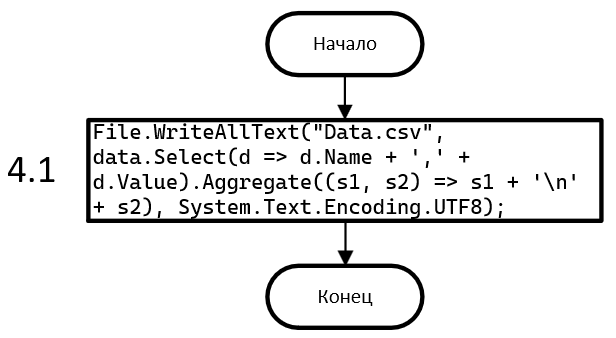 Начало
4.1
File.WriteAllText("Data.csv",
data.Select(d => d.Name + ',' +
d.Value).Aggregate((s1, s2) => s1 + '\n'
+ s2), System.Text.Encoding.UTF8);
Конец